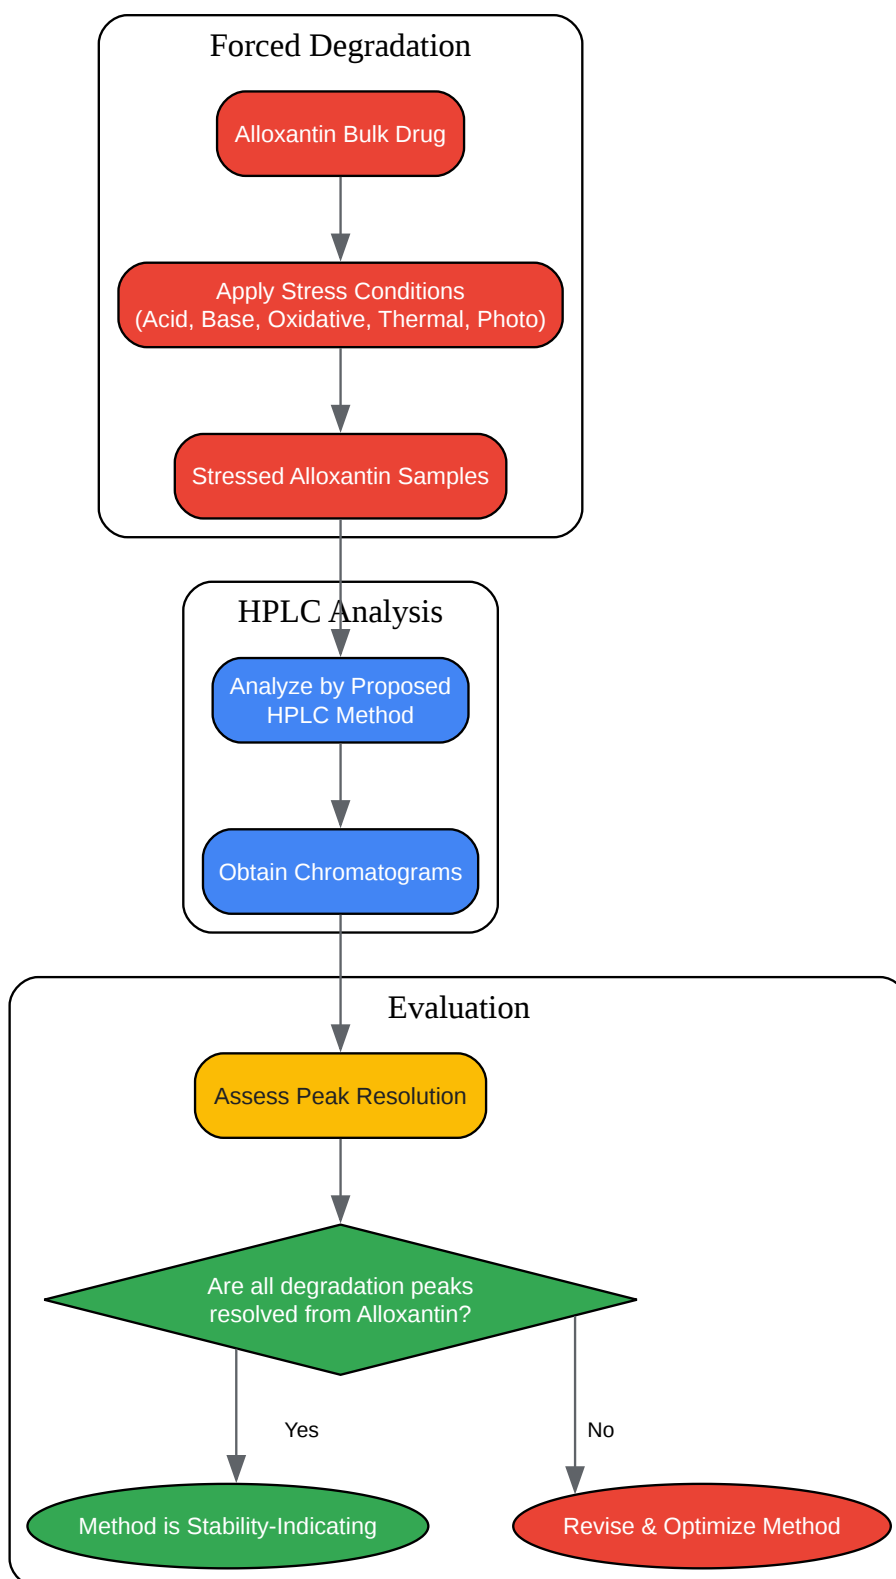 Forced Degradation
Alloxantin Bulk Drug
Apply Stress Conditions
(Acid, Base, Oxidative, Thermal, Photo)
Stressed Alloxantin Samples
HPLC Analysis
Analyze by Proposed
HPLC Method
Obtain Chromatograms
Evaluation
Assess Peak Resolution
Are all degradation peaks
resolved from Alloxantin?
Yes
No
Method is Stability-Indicating
Revise & Optimize Method